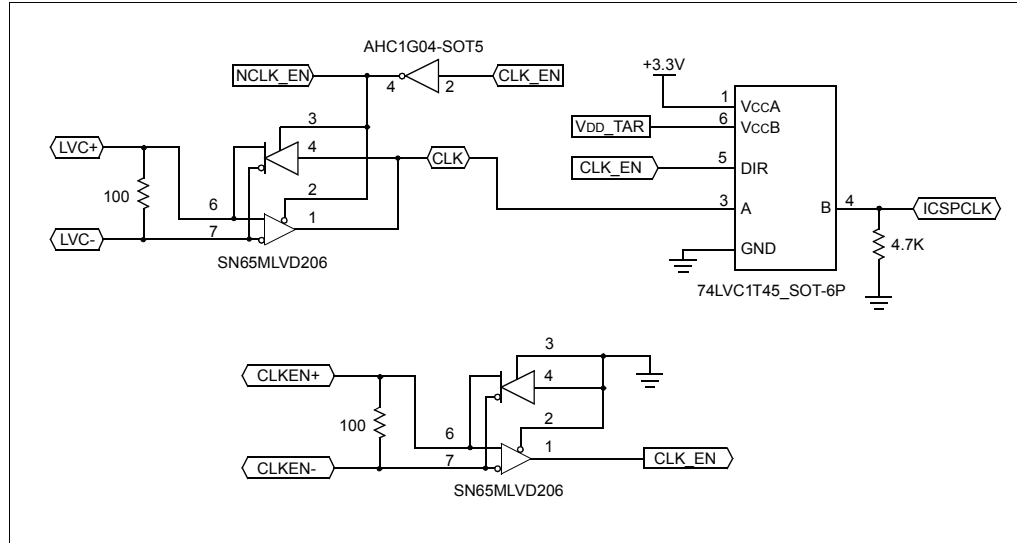 AHC1G04-SOT5
NCLK_EN
4
2
CLK_EN
+3.3V
1
VCCA
6
VCCB
VDD_TAR
3
LVC+
4
CLK
CLK_EN
5
DIR
100
2
6
1
3
A
B
4
ICSPCLK
LVC-
7
4.7K
GND
SN65MLVD206
74LVC1T45_SOT-6P
3
CLKEN+
4
100
2
6
1
7
CLKEN-
CLK_EN
SN65MLVD206